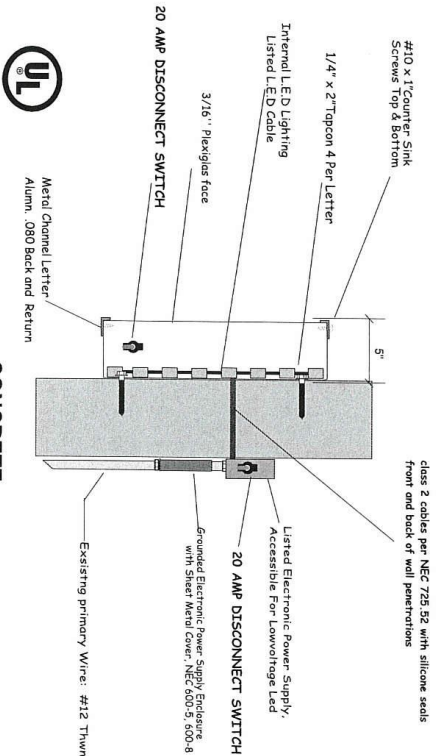 #10 x 1"Counter Sink
Screws Top & Bottom
1/4" x 2"Tapcon 4 Per Letter
Internal L.E.D Lighting
Listed L.E.D Cable
3/16'' Plexiglas face
20 AMP DISCONNECT SWITCH
UL
®
Metal Channel Letter
Alumn. .080 Back and Return
5"
class 2 cables per NEC 725.52 with silicone seals
front and back of wall penetrations
Listed Electronic Power Supply,
Accessible For Lowvoltage Led
20 AMP DISCONNECT SWITCH
Grounded Electronic Power Supply Enclosure
with Sheet Metal Cover, NEC 600-5, 600-8
Exsistng primary Wire: #12 Thwn
CONCRETE